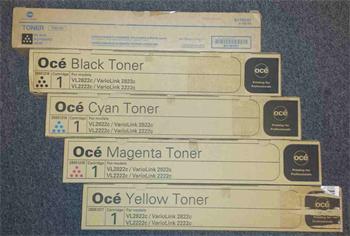 TONER
Océ Black Toner
Cartridge For models
1 VL2822c / VarioLink 2822c
VL2222c / VarioLink 2222c
océ
Printing for
Professionals
Océ Cyan Toner
Cartridge For models
1 VL2822c / VarioLink 2822c
VL2222c / VarioLink 2222c
océ
Printing for
Professionals
Océ Magenta Toner
Cartridge For models
1 VL2822c / VarioLink 2822c
VL2222c / VarioLink 2222c
océ
Printing for
Professionals
Océ Yellow Toner
Cartridge For models
1 VL2822c / VarioLink 2822c
VL2222c / VarioLink 2222c
océ
Printing for
Professionals